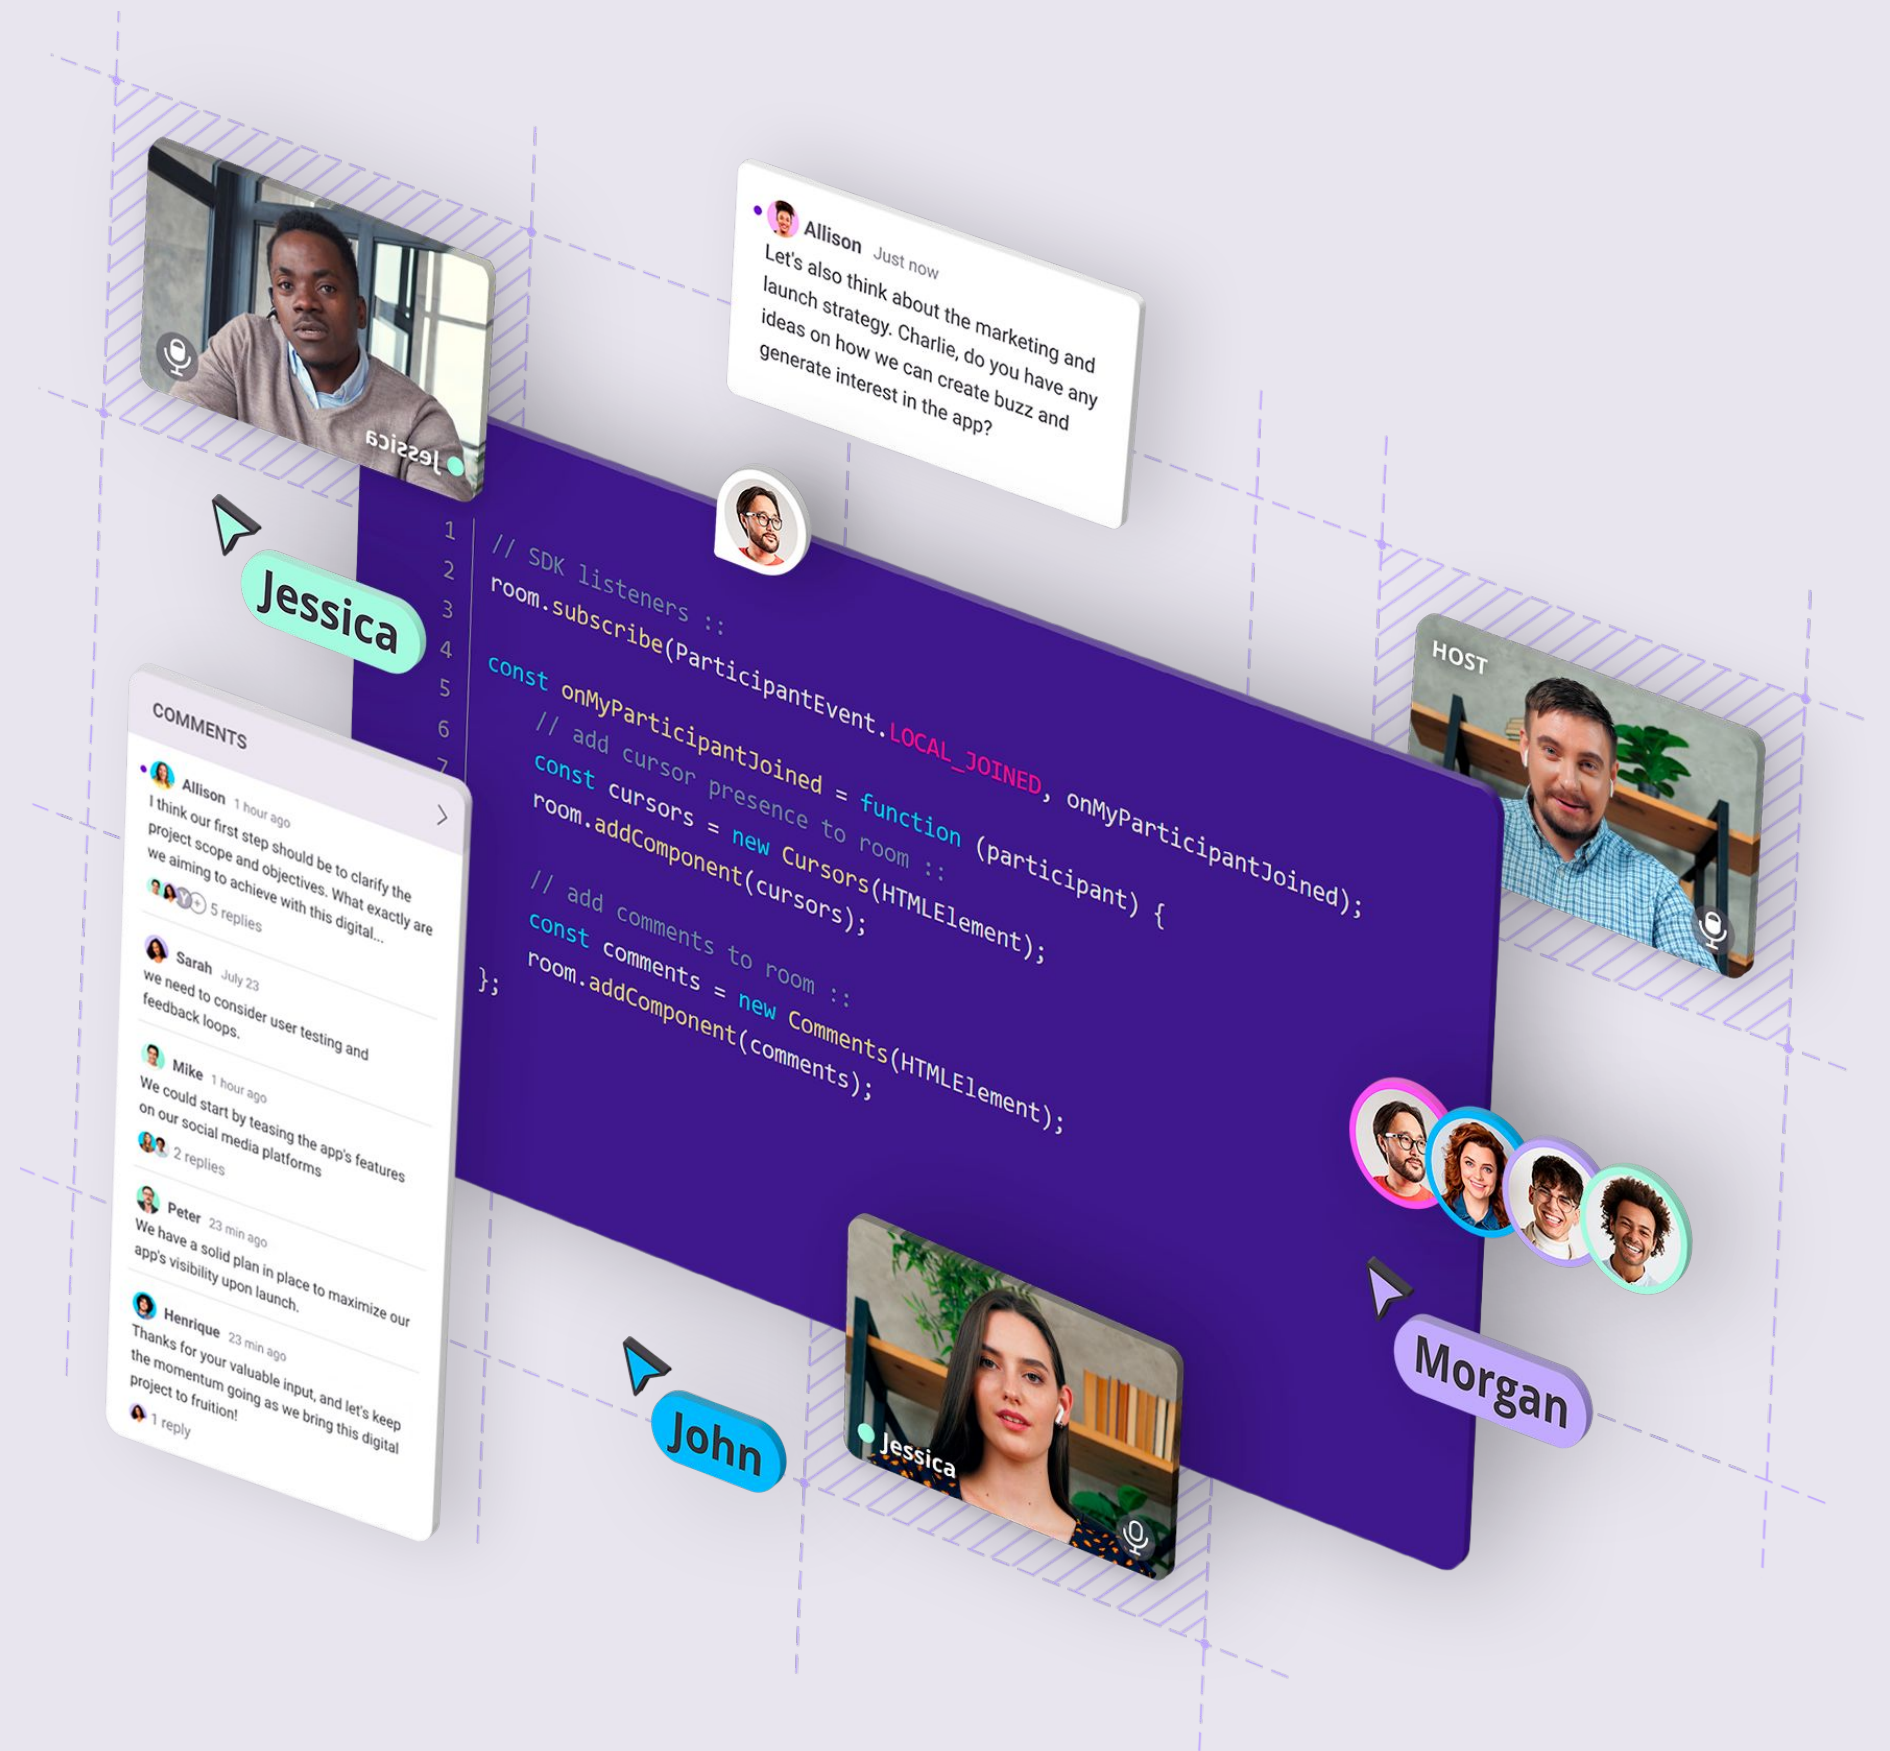 Jessica
Allison Just now
Let's also think about the marketing and
launch strategy. Charlie, do you have any
ideas on how we can create buzz and
generate interest in the app?
Jessica
HOST
1
2
3
4
5
6
7
// SDK listeners ::
room.subscribe(ParticipantEvent.LOCAL_JOINED, onMyParticipantJoined);
const onMyParticipantJoined = function (participant) {
// add cursor presence to room ::
const cursors = new Cursors(HTMLElement);
room.addComponent(cursors);
// add comments to room ::
const comments = new Comments(HTMLElement);
room.addComponent(comments);
};
COMMENTS
Allison 1 hour ago
I think our first step should be to clarify the
project scope and objectives. What exactly are
we aiming to achieve with this digital...
Y + 5 replies
Sarah July 23
we need to consider user testing and
feedback loops.
Mike 1 hour ago
We could start by teasing the app's features
on our social media platforms
2 replies
Peter 23 min ago
We have a solid plan in place to maximize our
app's visibility upon launch.
Henrique 23 min ago
Thanks for your valuable input, and let's keep
the momentum going as we bring this digital
project to fruition!
1 reply
John
Jessica
Morgan